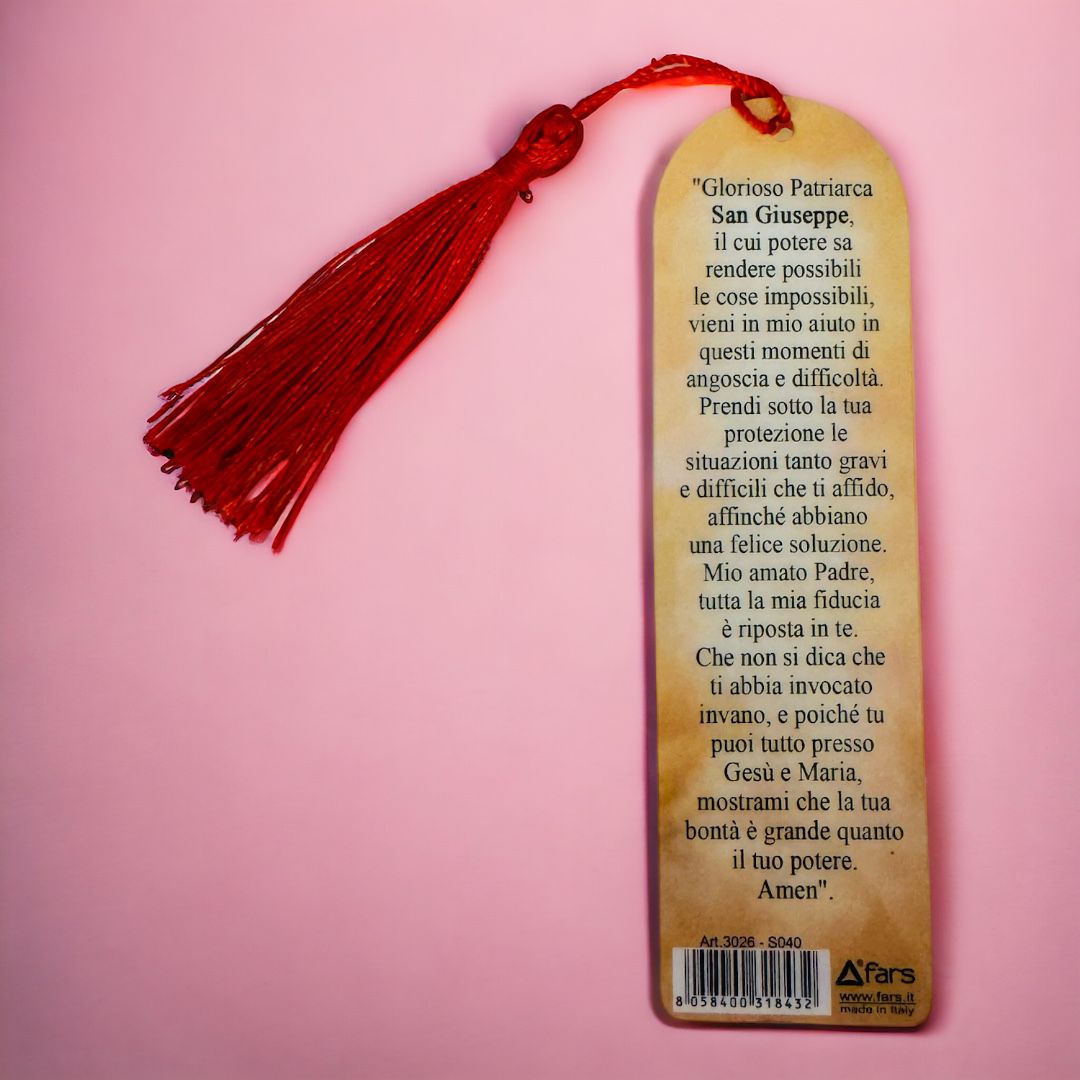 "Glorioso Patriarca
San Giuseppe,
il cui potere sa
rendere possibili
le cose impossibili,
vieni in mio aiuto in
questi momenti di
angoscia e difficoltà.
Prendi sotto la tua
protezione le
situazioni tanto gravi
e difficili che ti affido,
affinché abbiano
una felice soluzione.
Mio amato Padre,
tutta la mia fiducia
è riposta in te.
Che non si dica che
ti abbia invocato
invano, e poiché tu
puoi tutto presso
Gesù e Maria,
mostrami che la tua
bontà è grande quanto
il tuo potere.
Amen".
Art.3026 - S040
8 058400 318432
fars
www.fars.it
made in Italy